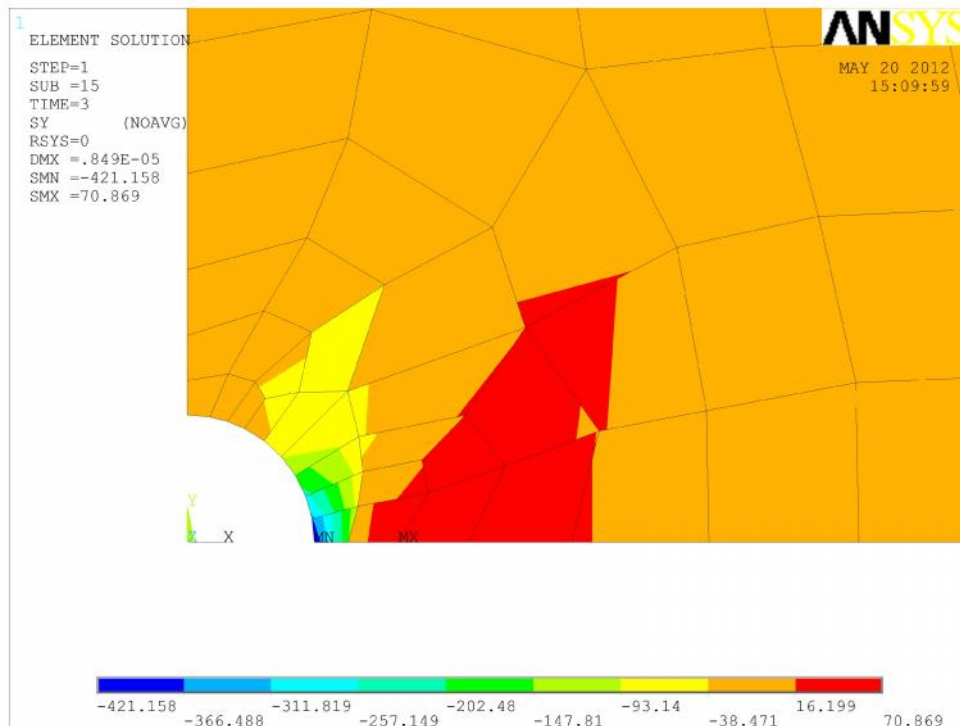 1
ANSYS
ELEMENT SOLUTION
STEP=1
SUB =15
TIME=3
SY (NOAVG)
RSYS=0
DMX =.849E-05
SMN =-421.158
SMX =70.869
MAY 20 2012
15:09:59
Y
Z X MN MX
-421.158 -311.819 -202.48 -93.14 16.199
-366.488 -257.149 -147.81 -38.471 70.869